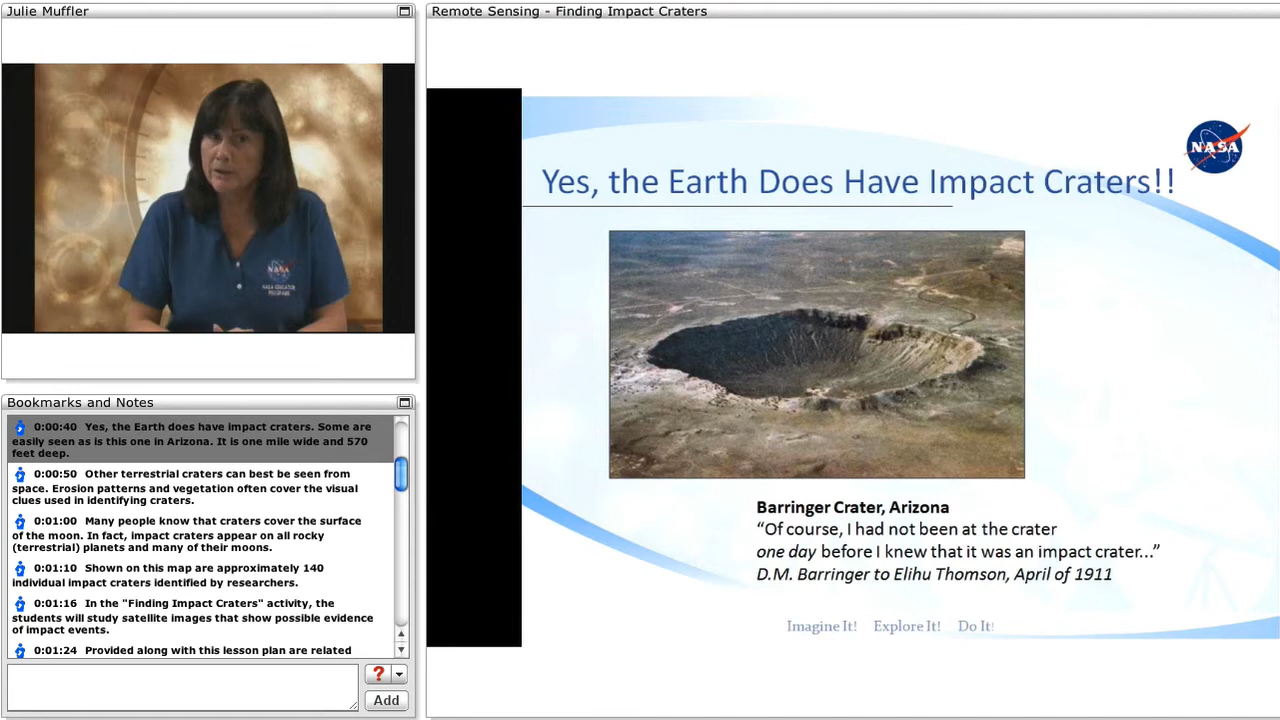 Julie Muffler
NASA
NASA EDUCATION
PROGRAMS
Bookmarks and Notes
0:00:40 Yes, the Earth does have impact craters. Some are
easily seen as is this one in Arizona. It is one mile wide and 570
feet deep.
0:00:50 Other terrestrial craters can best be seen from
space. Erosion patterns and vegetation often cover the visual
clues used in identifying craters.
0:01:00 Many people know that craters cover the surface
of the moon. In fact, impact craters appear on all rocky
(terrestrial) planets and many of their moons.
0:01:10 Shown on this map are approximately 140
individual impact craters identified by researchers.
0:01:16 In the "Finding Impact Craters" activity, the
students will study satellite images that show possible evidence
of impact events.
0:01:24 Provided along with this lesson plan are related
?
Add
Remote Sensing - Finding Impact Craters
NASA
Yes, the Earth Does Have Impact Craters!!
Barringer Crater, Arizona
“Of course, I had not been at the crater
one day before I knew that it was an impact crater...”
D.M. Barringer to Elihu Thomson, April of 1911
Imagine It! Explore It! Do It!